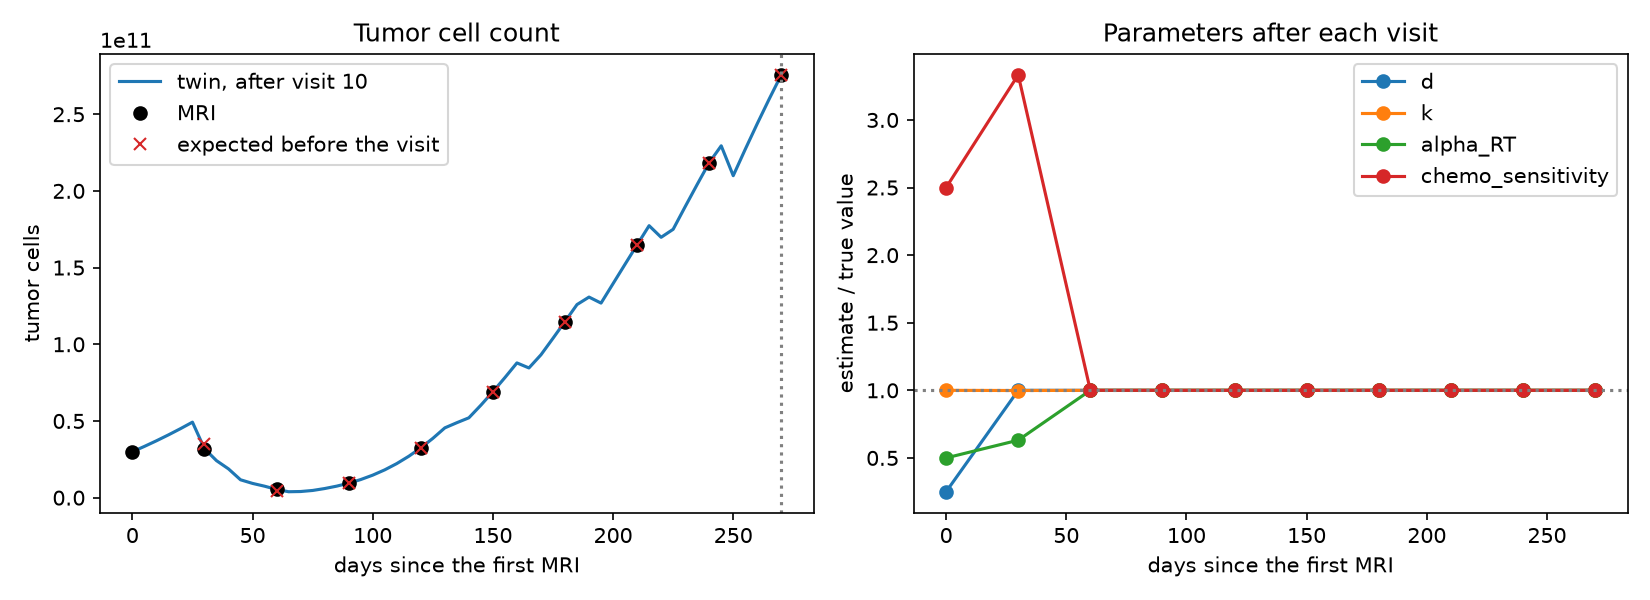 Tumor cell count
1e11
twin, after visit 10
MRI
expected before the visit
tumor cells
2.5
2.0
1.5
1.0
0.5
0.0
0 50 100 150 200 250
days since the first MRI
Parameters after each visit
d
k
alpha_RT
chemo_sensitivity
estimate / true value
3.0
2.5
2.0
1.5
1.0
0.5
0 50 100 150 200 250
days since the first MRI